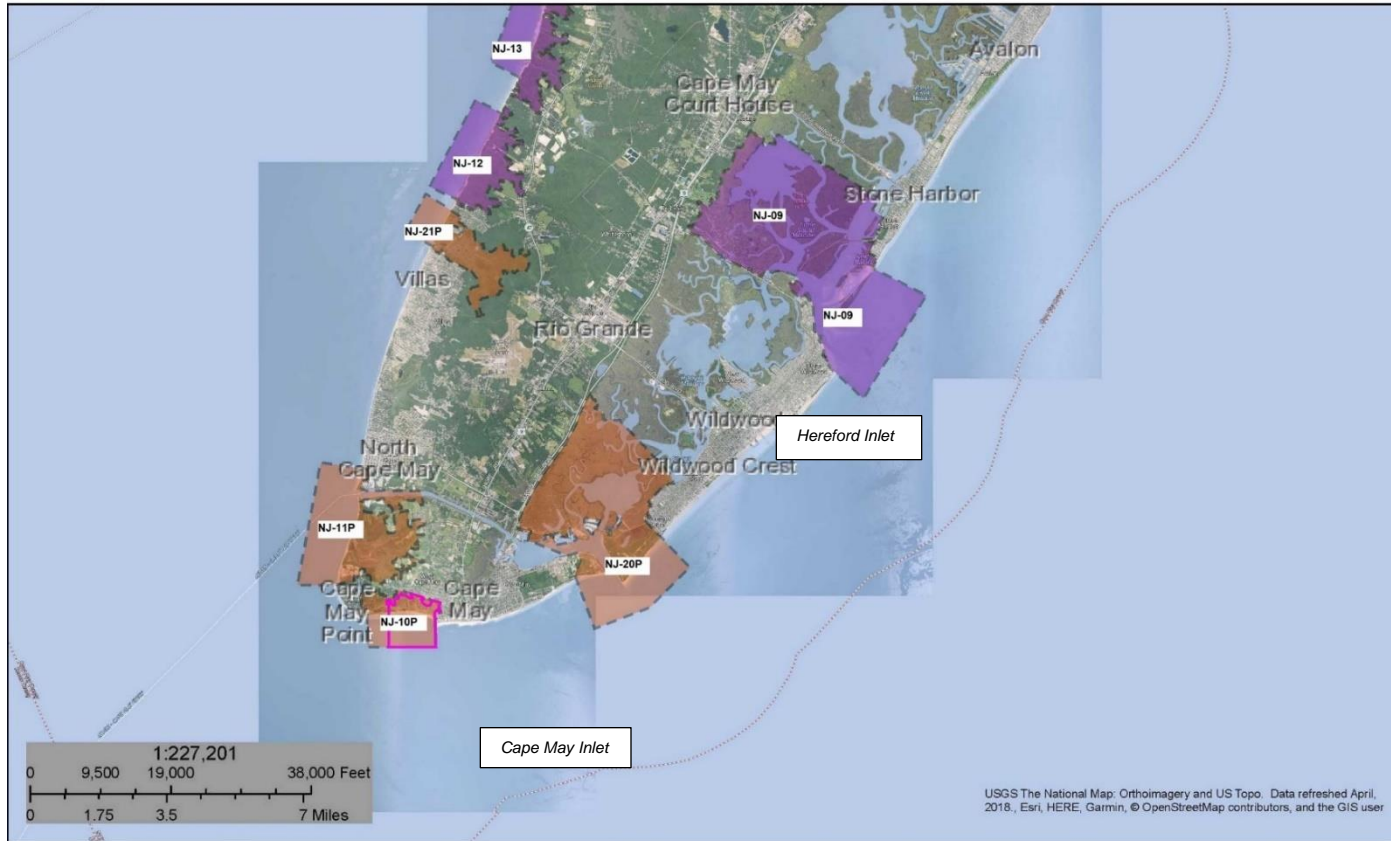 NJ-13
Avalon
Cape May
Court House
NJ-12
Stone Harbor
NJ-09
NJ-21P
Villas
NJ-09
Rio Grande
Wildwood
Hereford Inlet
North
Cape May
Wildwood Crest
NJ-11P
NJ-20P
Cape
May
Point
Cape
May
NJ-10P
Cape May Inlet
1:227,201
0 9,500 19,000 38,000 Feet
0 1.75 3.5 7 Miles
USGS The National Map: Orthoimagery and US Topo. Data refreshed April,
2018., Esri, HERE, Garmin, © OpenStreetMap contributors, and the GIS user